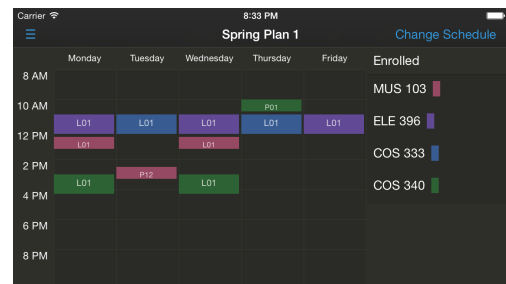 Carrier 8:33 PM
Spring Plan 1 Change Schedule
Monday Tuesday Wednesday Thursday Friday Enrolled
8 AM
MUS 103
10 AM P01
L01 L01 L01 L01 L01 ELE 396
12 PM
L01 L01
COS 333
2 PM
P12
L01 L01 COS 340
4 PM
6 PM
8 PM